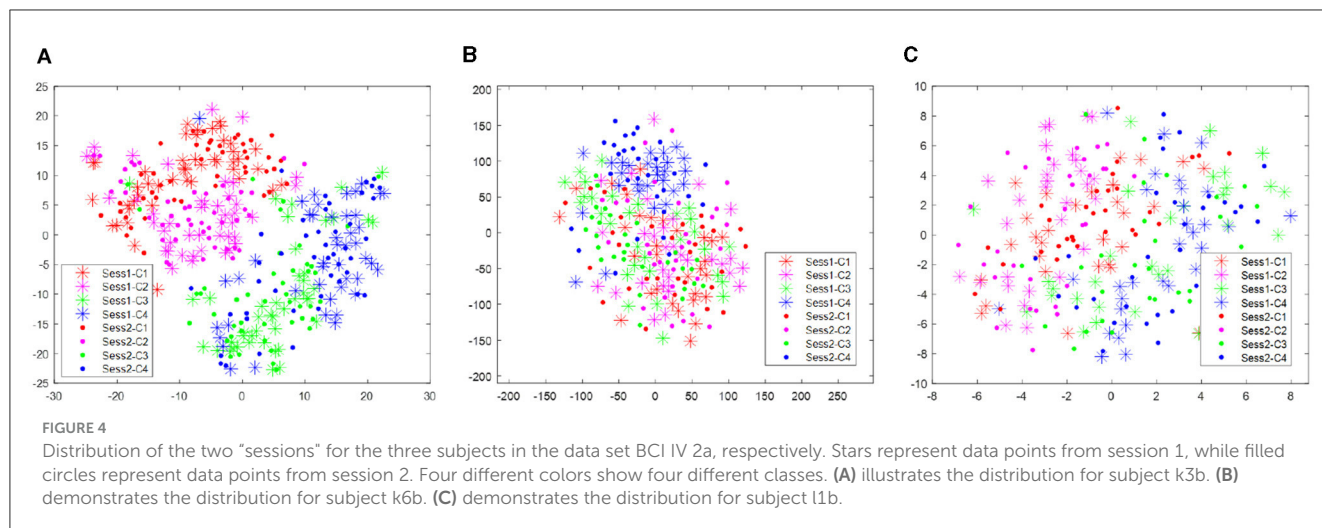 A
B
C
25
20
15
10
5
0
-5
-10
-15
-20
-25
-30
-20
-10
0
10
20
30
Sess1-C1
Sess1-C2
Sess1-C3
Sess1-C4
Sess2-C1
Sess2-C2
Sess2-C3
Sess2-C4
200
150
100
50
0
-50
-100
-150
-200
-200
-150
-100
-50
0
50
100
150
200
250
Sess1-C1
Sess1-C2
Sess1-C3
Sess1-C4
Sess2-C1
Sess2-C2
Sess2-C3
Sess2-C4
10
8
6
4
2
0
-2
-4
-6
-8
-10
-8
-6
-4
-2
0
2
4
6
8
Sess1-C1
Sess1-C2
Sess1-C3
Sess1-C4
Sess2-C1
Sess2-C2
Sess2-C3
Sess2-C4
FIGURE 4
Distribution of the two "sessions" for the three subjects in the data set BCI IV 2a, respectively. Stars represent data points from session 1, while filled
circles represent data points from session 2. Four different colors show four different classes. (A) illustrates the distribution for subject k3b. (B)
demonstrates the distribution for subject k6b. (C) demonstrates the distribution for subject l1b.